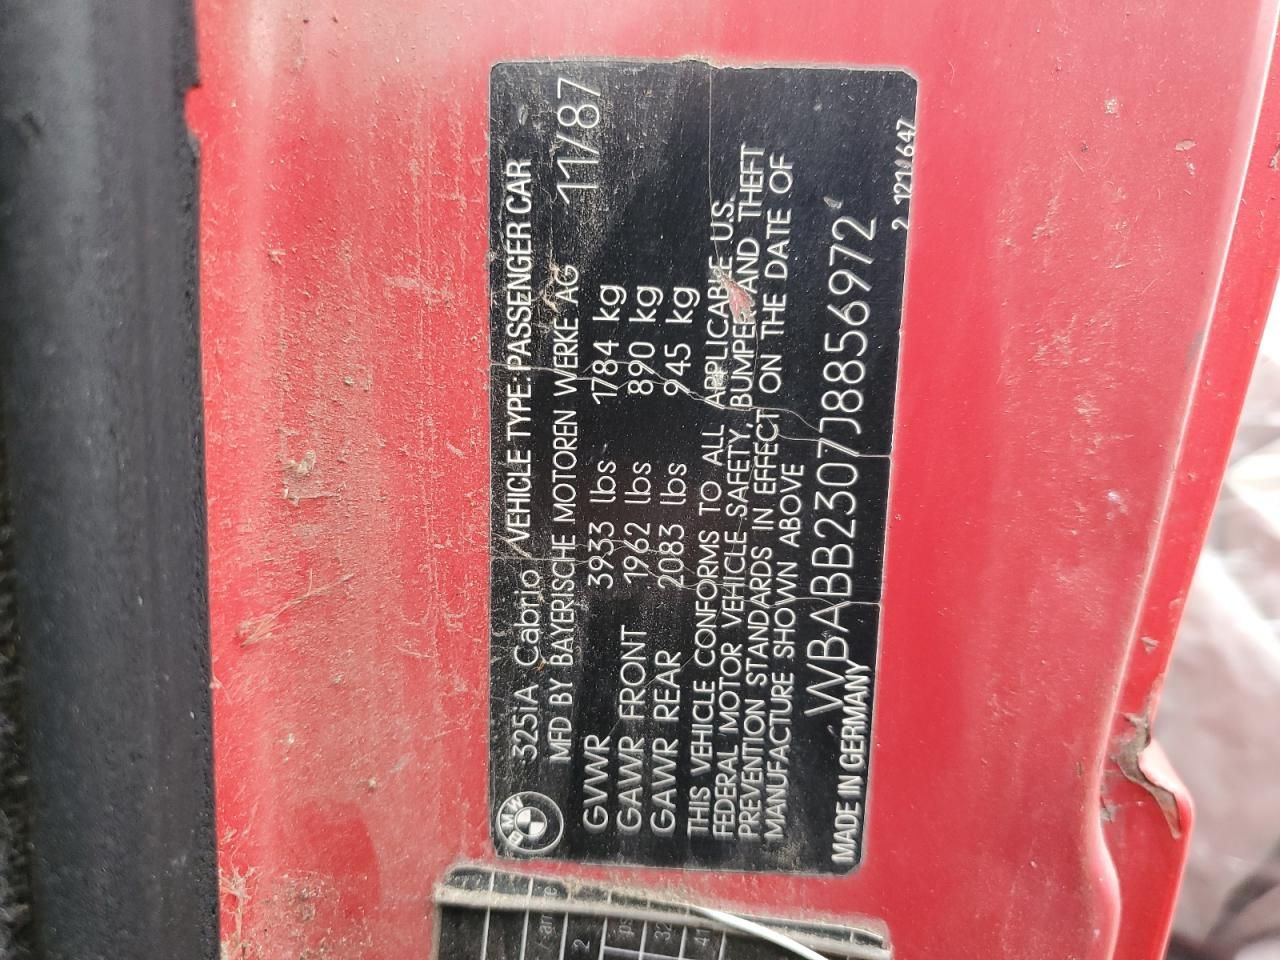 BMW
325iA Cabrio VEHICLE TYPE: PASSENGER CAR
MFD BY BAYERISCHE MOTOREN WERKE AG 11/87
GVWR 3933 lbs 1784 kg
GAWR FRONT 1962 lbs 890 kg
GAWR REAR 2083 lbs 945 kg
THIS VEHICLE CONFORMS TO ALL APPLICABLE U.S.
FEDERAL MOTOR VEHICLE SAFETY, BUMPER AND THEFT
PREVENTION STANDARDS IN EFFECT ON THE DATE OF
MANUFACTURE SHOWN ABOVE
WBABB2307J8856972
MADE IN GERMANY
2